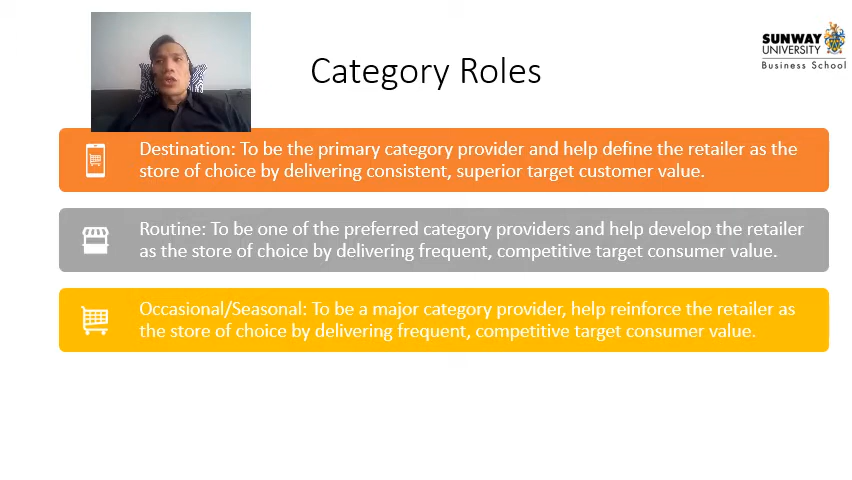 Category Roles
SUNWAY
UNIVERSITY
Business School
Destination: To be the primary category provider and help define the retailer as the
store of choice by delivering consistent, superior target customer value.
Routine: To be one of the preferred category providers and help develop the retailer
as the store of choice by delivering frequent, competitive target consumer value.
Occasional/Seasonal: To be a major category provider, help reinforce the retailer as
the store of choice by delivering frequent, competitive target consumer value.